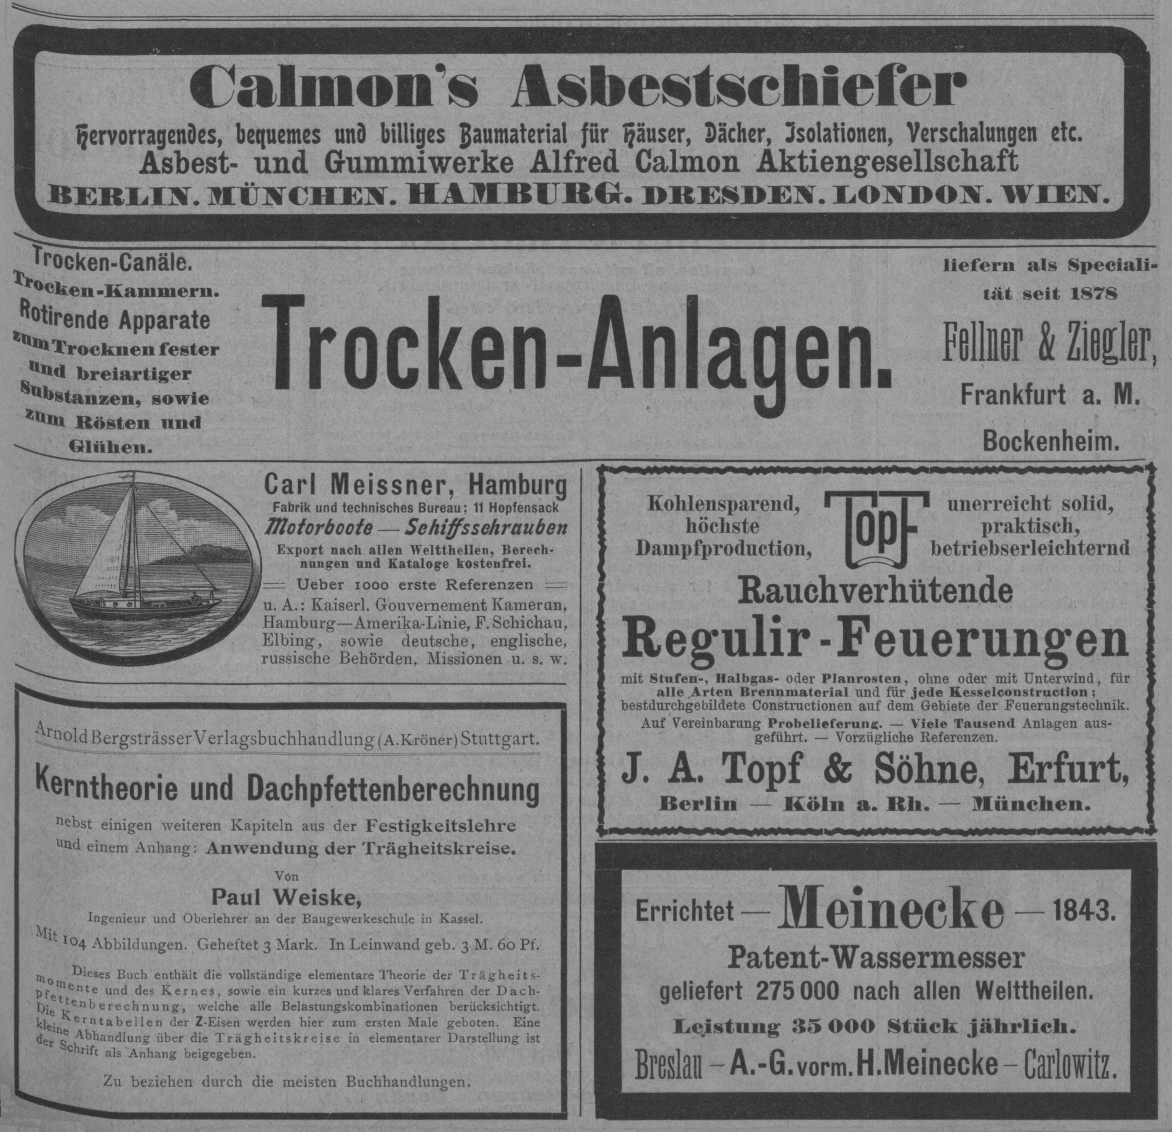 Calmon's Asbestschiefer
Hervorragendes, bequemes und billiges Baumaterial für Häuser, Dächer, Isolationen, Verschalungen etc.
Asbest- und Gummiwerke Alfred Calmon Aktiengesellschaft
BERLIN. MÜNCHEN. HAMBURG. DRESDEN. LONDON. WIEN.
Trocken-Canäle.
Trocken-Kammern.
Rotirende Apparate
zum Trocknen fester
und breiartiger
Substanzen, sowie
zum Rösten und
Glühen.
Trocken-Anlagen.
liefern als Speciali-
tät seit 1878
Fellner & Ziegler,
Frankfurt a. M.
Bockenheim.
Carl Meissner, Hamburg
Fabrik und technisches Bureau; 11 Hopfensack
Motorboote — Schiffsschrauben
Export nach allen Welttheilen, Berech-
nungen und Kataloge kostenfrei.
Ueber 1000 erste Referenzen
u. A.: Kaiserl. Gouvernement Kamerun,
Hamburg—Amerika-Linie, F. Schichau,
Elbing, sowie deutsche, englische,
russische Behörden, Missionen u. s. w.
Arnold Bergsträsser Verlagsbuchhandlung (A. Kröner) Stuttgart.
Kerntheorie und Dachpfettenberechnung
nebst einigen weiteren Kapiteln aus der Festigkeitslehre
und einem Anhang: Anwendung der Trägheitskreise.
Von
Paul Weiske,
Ingenieur und Oberlehrer an der Baugewerkeschule in Kassel.
Mit 104 Abbildungen. Geheftet 3 Mark. In Leinwand geb. 3 M. 60 Pf.
Dieses Buch enthält die vollständige elementare Theorie der Trägheits-
momente und des Kernes, sowie ein kurzes und klares Verfahren der Dach-
pfettenberechnung, welche alle Belastungskombinationen berücksichtigt.
Die Kerntabellen der Z-Eisen werden hier zum ersten Male geboten. Eine
kleine Abhandlung über die Trägheitskreise in elementarer Darstellung ist
der Schrift als Anhang beigegeben.
Zu beziehen durch die meisten Buchhandlungen.
Kohlensparend,
höchste
Dampfproduction,
Topf
unerreicht solid,
praktisch,
betriebserleichternd
Rauchverhütende
Regulir-Feuerungen
mit Stufen-, Halbgas- oder Planrosten, ohne oder mit Unterwind, für
alle Arten Brennmaterial und für jede Kesselconstruction;
bestdurchgebildete Constructionen auf dem Gebiete der Feuerungstechnik.
Auf Vereinbarung Probelieferung. — Viele Tausend Anlagen aus-
geführt. — Vorzügliche Referenzen.
J. A. Topf & Söhne, Erfurt,
Berlin — Köln a. Rh. — München.
Errichtet — Meinecke — 1843.
Patent-Wassermesser
geliefert 275 000 nach allen Welttheilen.
Leistung 35 000 Stück jährlich.
Breslau – A.-G. vorm. H. Meinecke – Carlowitz.